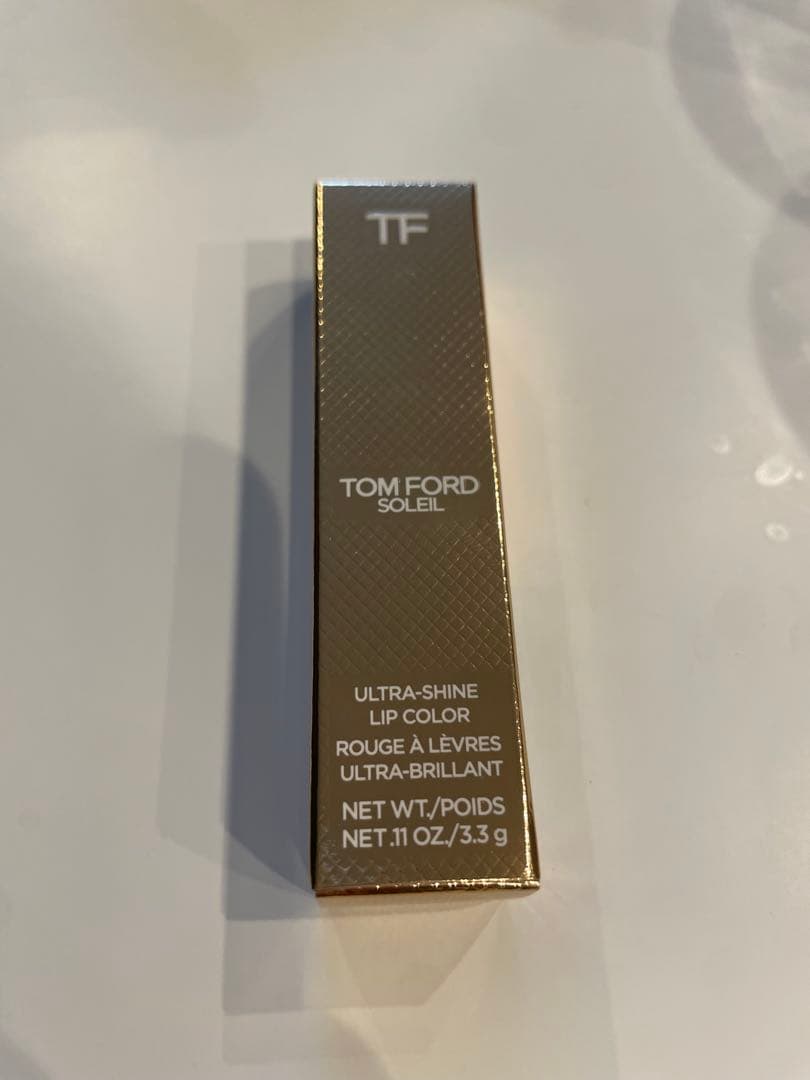 TF
TOM FORD
SOLEIL
ULTRA-SHINE
LIP COLOR
ROUGE À LÈVRES
ULTRA-BRILLANT
NET WT./POIDS
NET .11 OZ./3.3 g